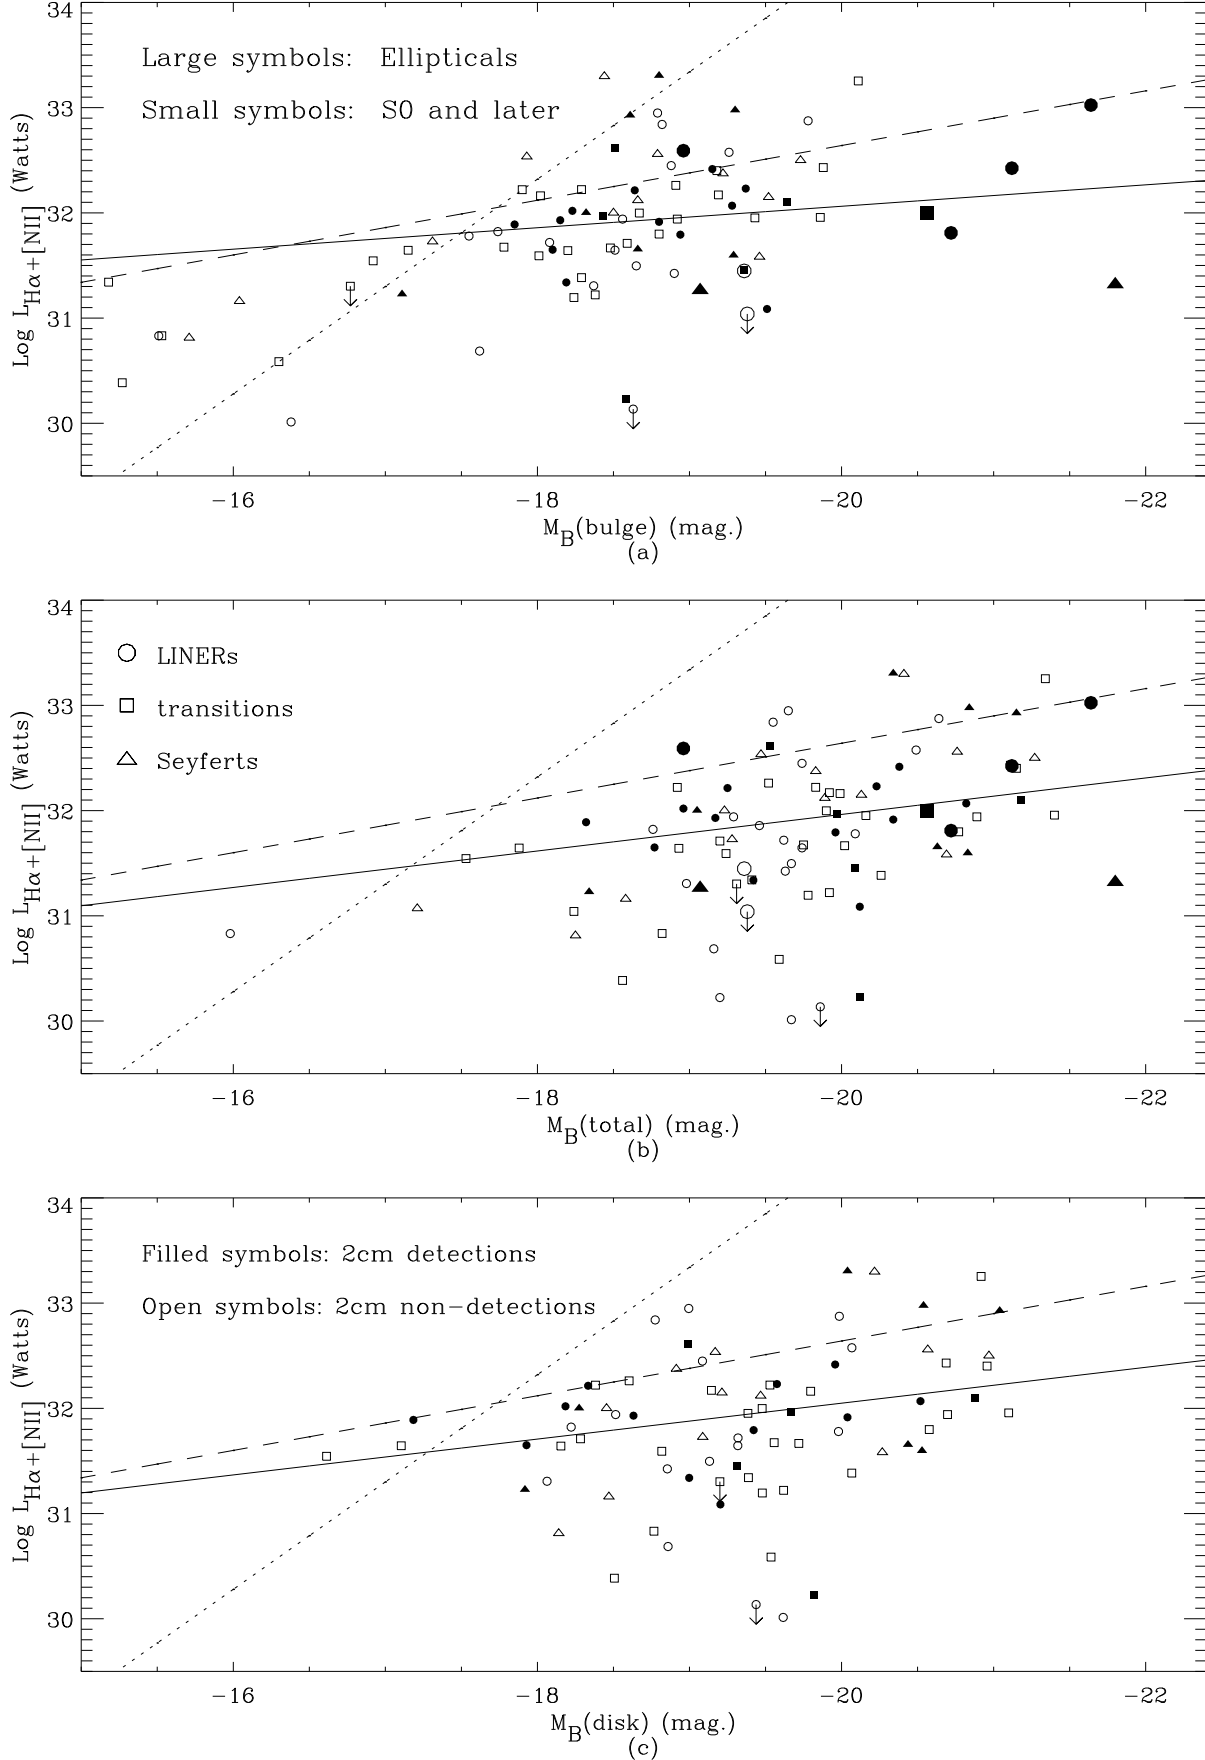 34
Large symbols: Ellipticals
Small symbols: S0 and later
33
32
31
30
Log L_Hα+[NII] (Watts)
−16 −18 −20 −22
M_B(bulge) (mag.)
(a)
34
LINERs
transitions
Seyferts
33
32
31
30
Log L_Hα+[NII] (Watts)
−16 −18 −20 −22
M_B(total) (mag.)
(b)
34
Filled symbols: 2cm detections
Open symbols: 2cm non−detections
33
32
31
30
Log L_Hα+[NII] (Watts)
−16 −18 −20 −22
M_B(disk) (mag.)
(c)